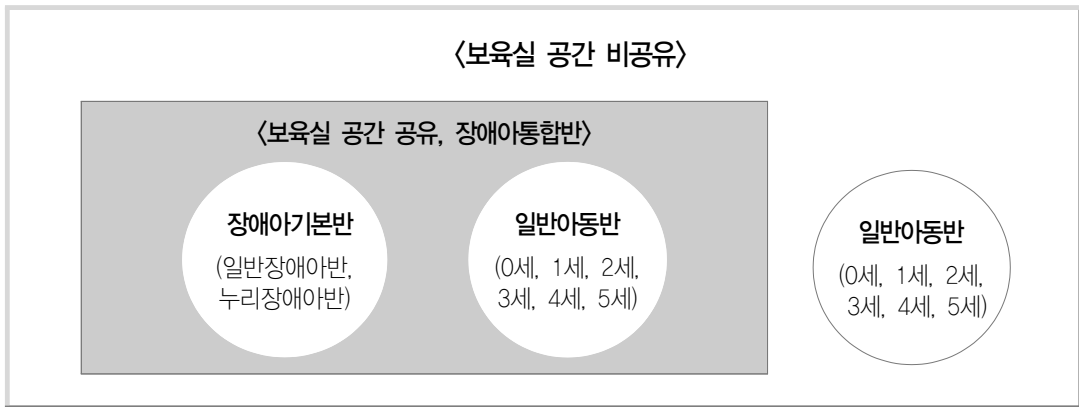 〈보육실 공간 비공유〉
〈보육실 공간 공유, 장애아통합반〉
장애아기본반
(일반장애아반,
누리장애아반)
일반아동반
(0세, 1세, 2세,
3세, 4세, 5세)
일반아동반
(0세, 1세, 2세,
3세, 4세, 5세)